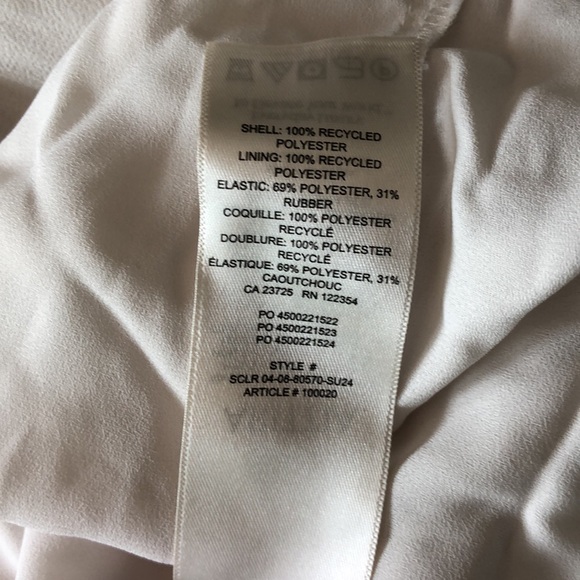 SHELL: 100% RECYCLED
POLYESTER
LINING: 100% RECYCLED
POLYESTER
ELASTIC: 69% POLYESTER, 31%
RUBBER
COQUILLE: 100% POLYESTER
RECYCLÉ
DOUBLURE: 100% POLYESTER
RECYCLÉ
ÉLASTIQUE: 69% POLYESTER, 31%
CAOUTCHOUC
CA 23725 RN 122354
PO 4500221522
PO 4500221523
PO 4500221524
STYLE #
SCLR 04-08-80570-SU24
ARTICLE # 100020